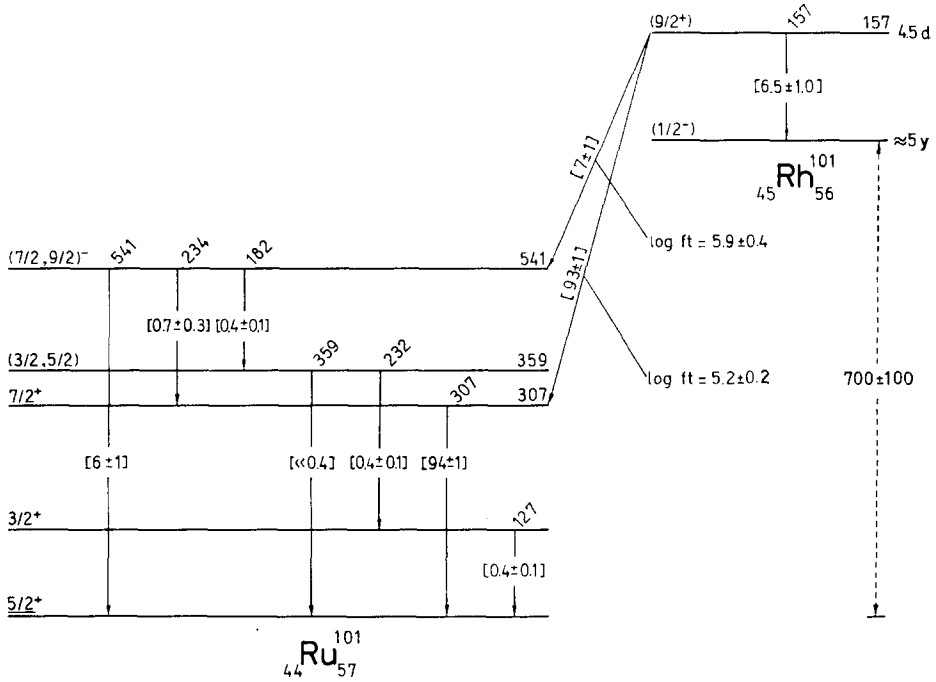 (9/2⁺) 157 157 4.5 d
[6.5±1.0]
(1/2⁻) ≈5 y
₄₅Rh¹⁰¹₅₆
[7±1]
log ft = 5.9±0.4
(7/2,9/2)⁻ 541 234 182 541
[93±1]
[0.7±0.3] [0.4±0.1]
(3/2,5/2) 359 232 359
log ft = 5.2±0.2
700±100
7/2⁺ 307 307
[6±1] [≪0.4] [0.4±0.1] [94±1]
3/2⁺ 127
[0.4±0.1]
5/2⁺
₄₄Ru¹⁰¹₅₇